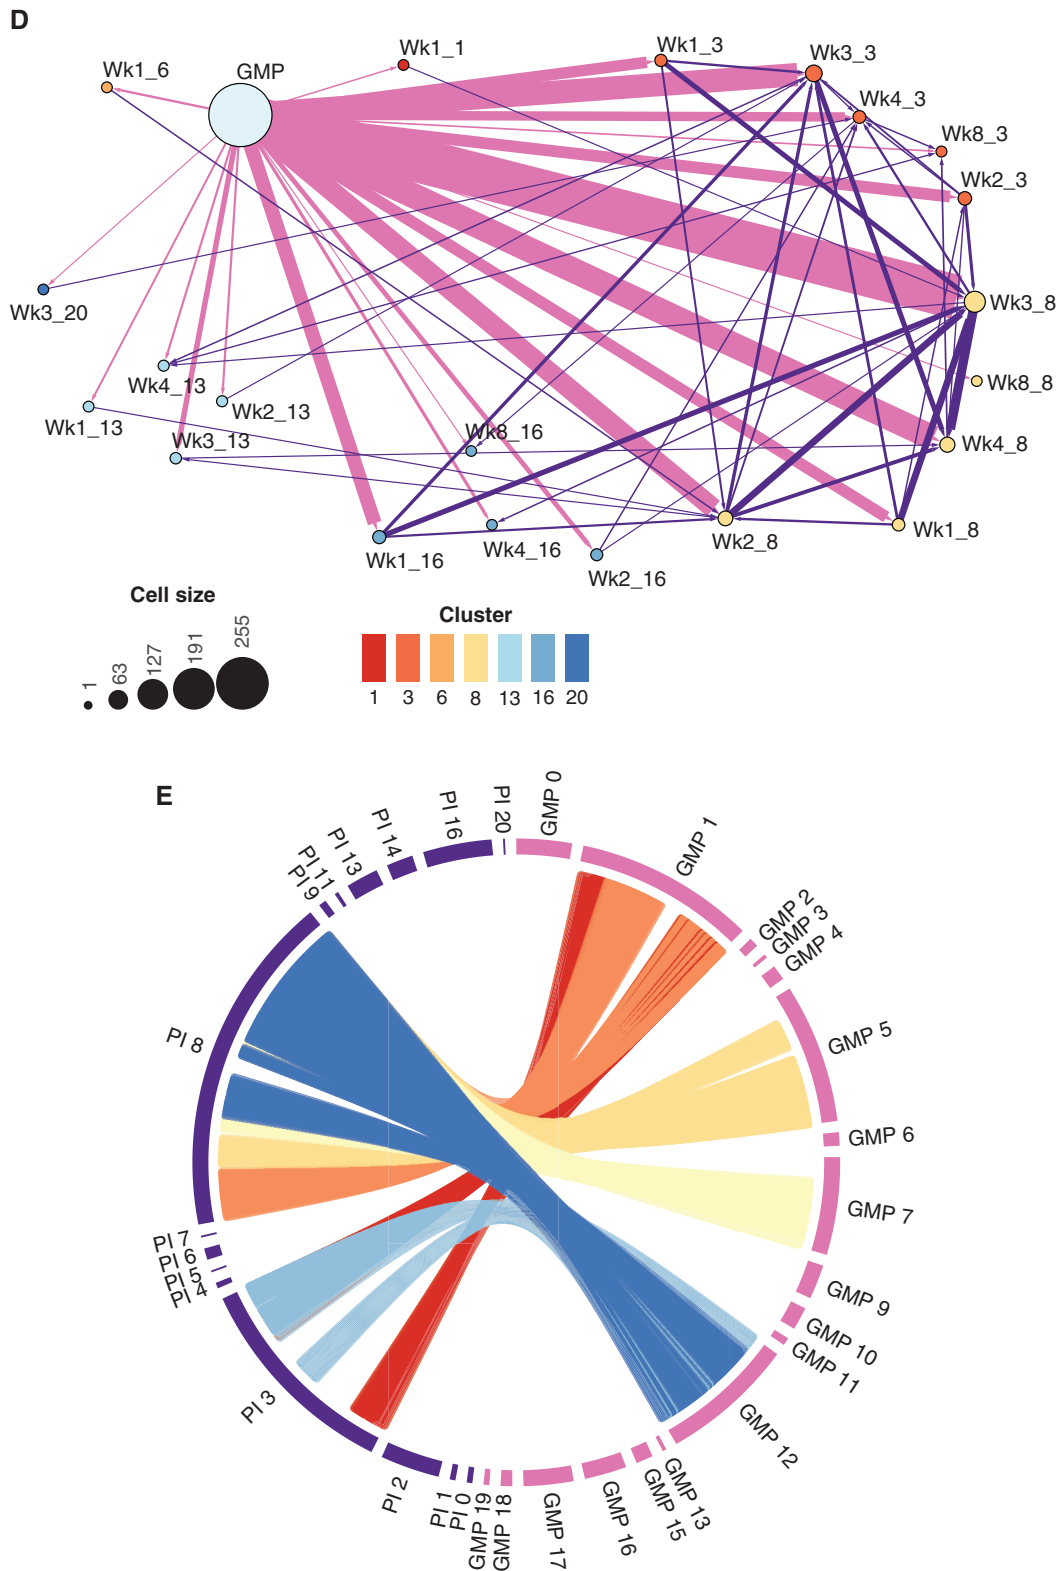 D
Wk1_6
GMP
Wk1_1
Wk1_3
Wk3_3
Wk4_3
Wk8_3
Wk2_3
Wk3_20
Wk3_8
Wk4_13
Wk2_13
Wk8_8
Wk1_13
Wk3_13
Wk8_16
Wk4_8
Wk1_16
Wk4_16
Wk2_16
Wk2_8
Wk1_8
Cell size
1
63
127
191
255
Cluster
1 3 6 8 13 16 20
E
GMP 0
GMP 1
GMP 2
GMP 3
GMP 4
GMP 5
GMP 6
GMP 7
GMP 9
GMP 10
GMP 11
GMP 12
GMP 13
GMP 15
GMP 16
GMP 17
GMP 18
GMP 19
PI 0
PI 1
PI 2
PI 3
PI 4
PI 5
PI 6
PI 7
PI 8
PI 9
PI 11
PI 13
PI 14
PI 16
PI 20